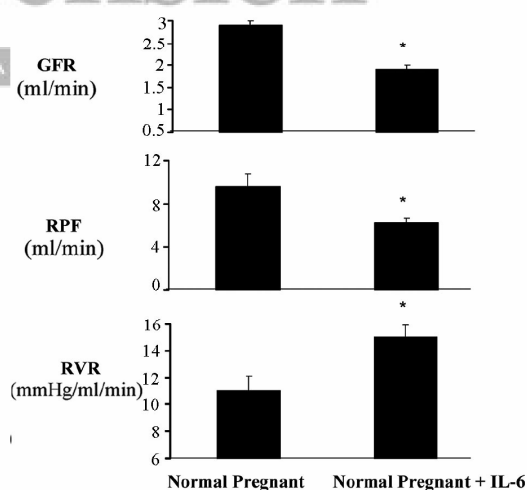 3
2.5
GFR
(ml/min)
2
1.5
1
0.5
*
12
8
RPF
(ml/min)
4
0
*
16
14
RVR
(mmHg/ml/min)
12
10
8
6
*
Normal Pregnant
Normal Pregnant + IL-6